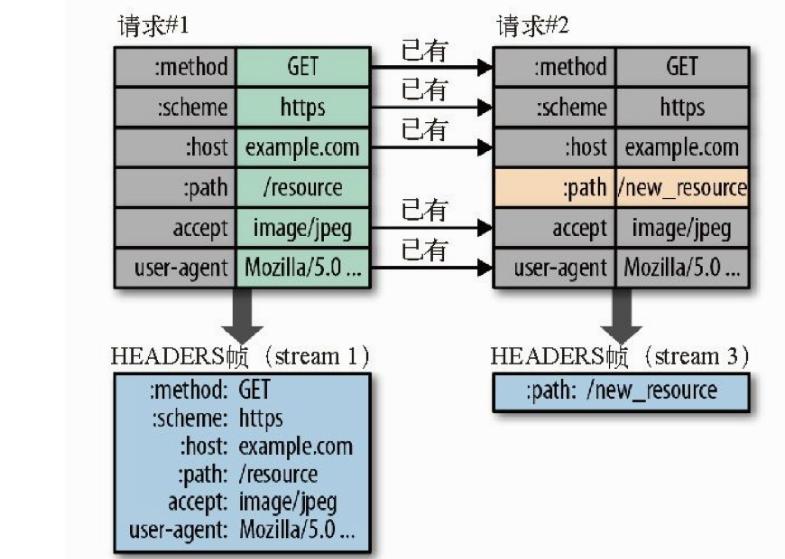 请求#1
:method GET
:scheme https
:host example.com
:path /resource
accept image/jpeg
user-agent Mozilla/5.0 ...
已有
已有
已有
已有
已有
请求#2
:method GET
:scheme https
:host example.com
:path /new_resource
accept image/jpeg
user-agent Mozilla/5.0 ...
HEADERS帧（stream 1）
:method: GET
:scheme: https
:host: example.com
:path: /resource
accept: image/jpeg
user-agent: Mozilla/5.0 ...
HEADERS帧（stream 3）
:path: /new_resource